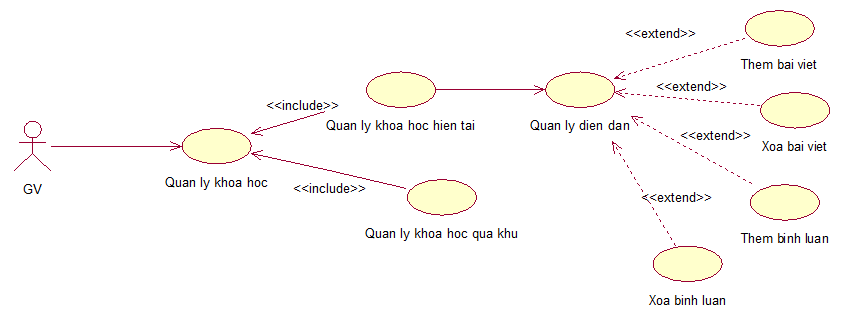 <<extend>>
Them bai viet
<<extend>>
<<include>>
Quan ly khoa hoc hien tai
Quan ly dien dan
<<extend>>
Xoa bai viet
GV
Quan ly khoa hoc
<<include>>
<<extend>>
Quan ly khoa hoc qua khu
Them binh luan
Xoa binh luan